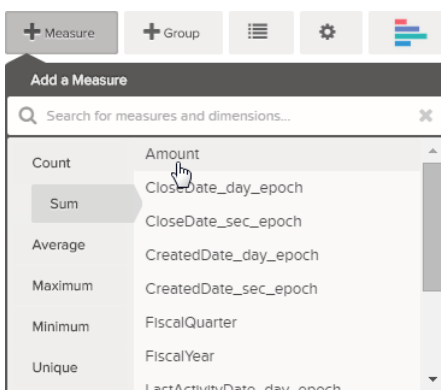 Measure
Group
Add a Measure
Search for measures and dimensions...
Count
Sum
Average
Maximum
Minimum
Unique
Amount
CloseDate_day_epoch
CloseDate_sec_epoch
CreatedDate_day_epoch
CreatedDate_sec_epoch
FiscalQuarter
FiscalYear
LastActivityDate_day_epoch